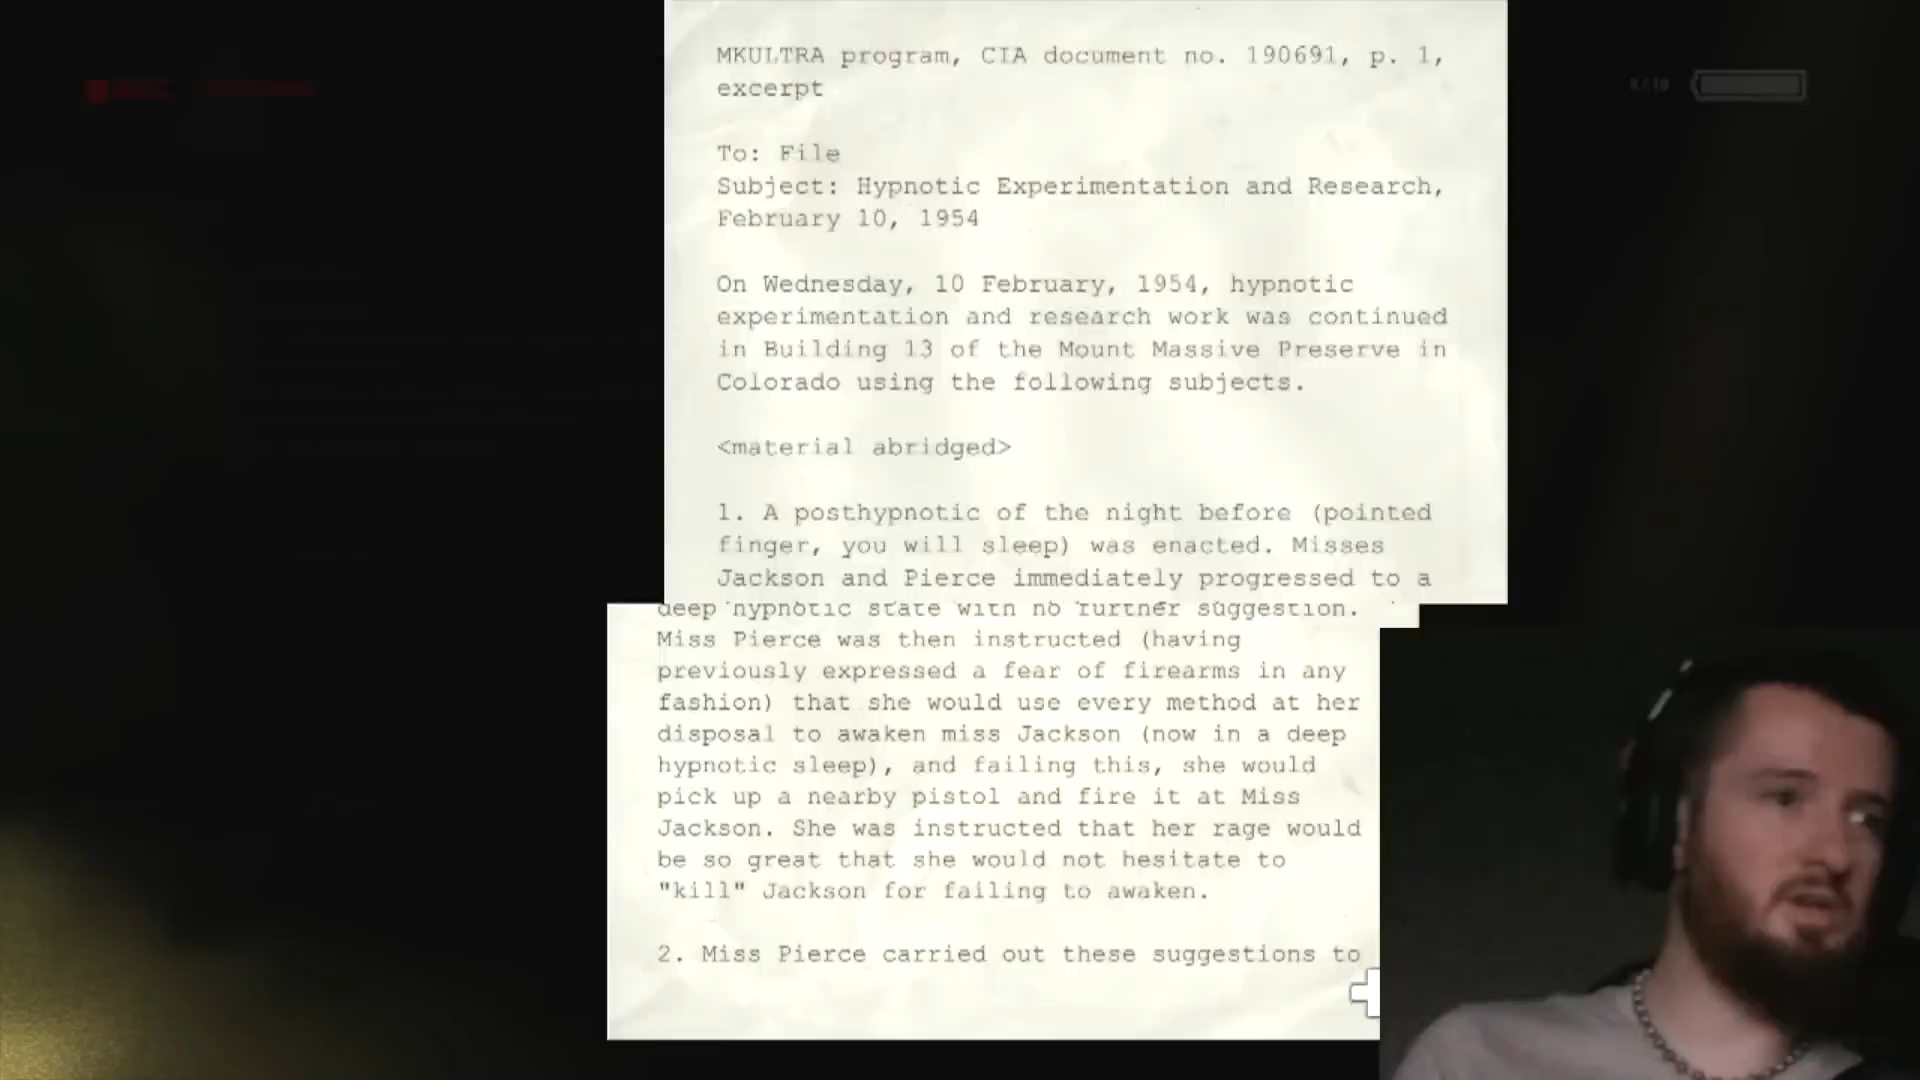 MKULTRA program, CIA document no. 190691, p. 1,
excerpt
To: File
Subject: Hypnotic Experimentation and Research,
February 10, 1954
On Wednesday, 10 February, 1954, hypnotic
experimentation and research work was continued
in Building 13 of the Mount Massive Preserve in
Colorado using the following subjects.
<material abridged>
1. A posthypnotic of the night before (pointed
finger, you will sleep) was enacted. Misses
Jackson and Pierce immediately progressed to a
deep hypnotic state with no further suggestion.
Miss Pierce was then instructed (having
previously expressed a fear of firearms in any
fashion) that she would use every method at her
disposal to awaken miss Jackson (now in a deep
hypnotic sleep), and failing this, she would
pick up a nearby pistol and fire it at Miss
Jackson. She was instructed that her rage would
be so great that she would not hesitate to
"kill" Jackson for failing to awaken.
2. Miss Pierce carried out these suggestions to